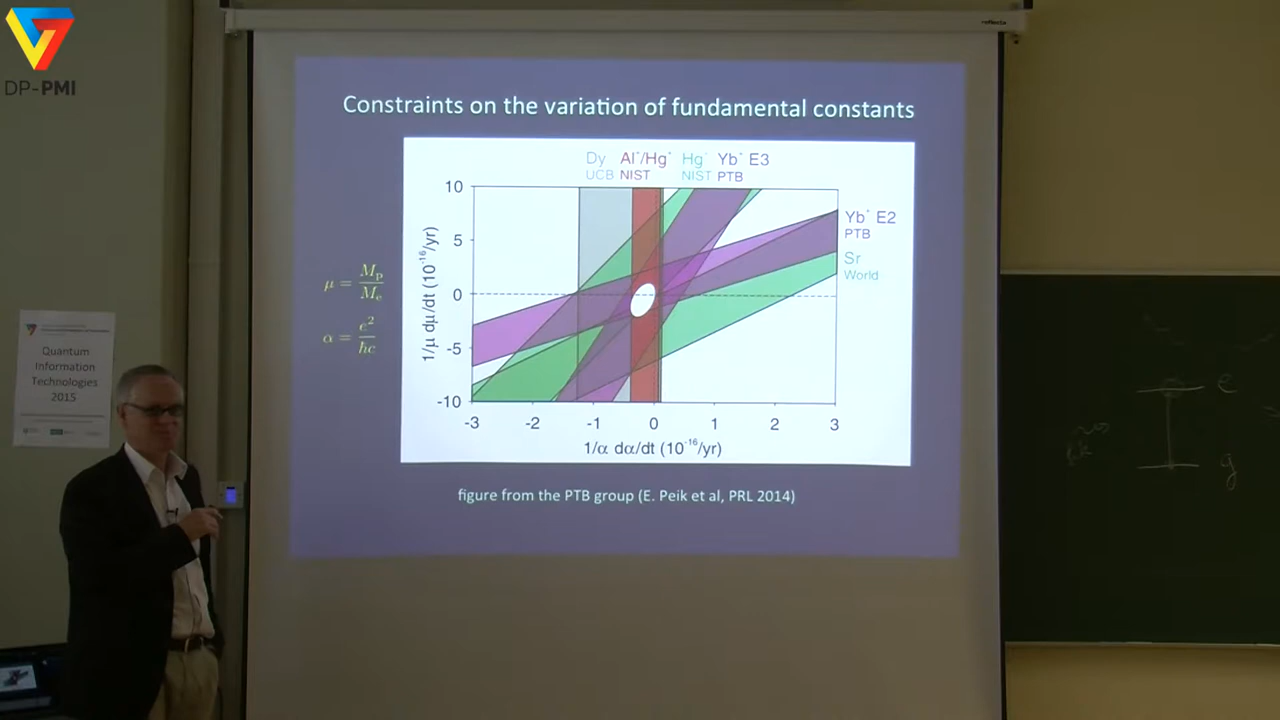 DP-PMI
reflecta
Constraints on the variation of fundamental constants
Dy Al⁺/Hg⁺ Hg⁺ Yb⁺ E3
UCB NIST NIST PTB
10
5
0
-5
-10
1/μ dμ/dt (10⁻¹⁶/yr)
Yb⁺ E2
PTB
Sr
World
-3 -2 -1 0 1 2 3
1/α dα/dt (10⁻¹⁶/yr)
μ = Mp/Me
α = e²/ħc
figure from the PTB group (E. Peik et al, PRL 2014)
Quantum
Information
Technologies
2015
e
g